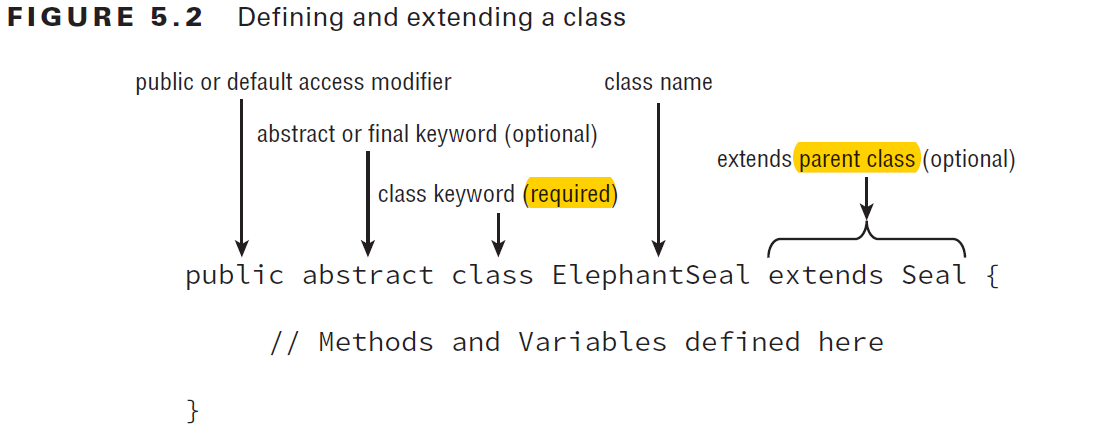 FIGURE 5.2 Defining and extending a class
public or default access modifier
class name
abstract or final keyword (optional)
extends parent class (optional)
class keyword (required)
public abstract class ElephantSeal extends Seal {
// Methods and Variables defined here
}